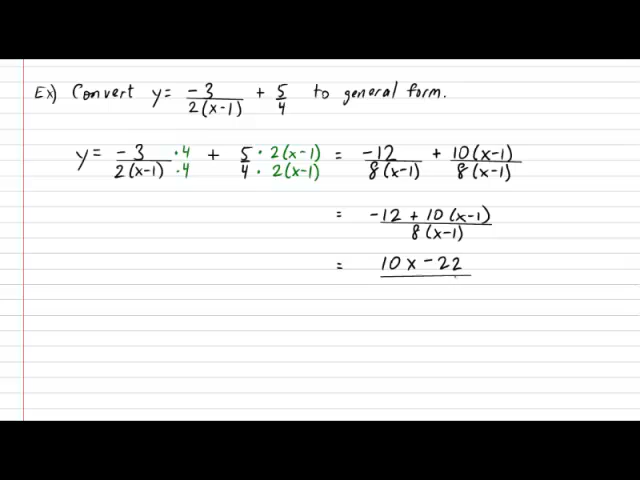 Ex) Convert y = -3/2(x-1) + 5/4 to general form.
y = -3/2(x-1) ·4/·4 + 5/4 ·2(x-1)/·2(x-1) = -12/8(x-1) + 10(x-1)/8(x-1)
= -12 + 10(x-1)/8(x-1)
= 10x - 22